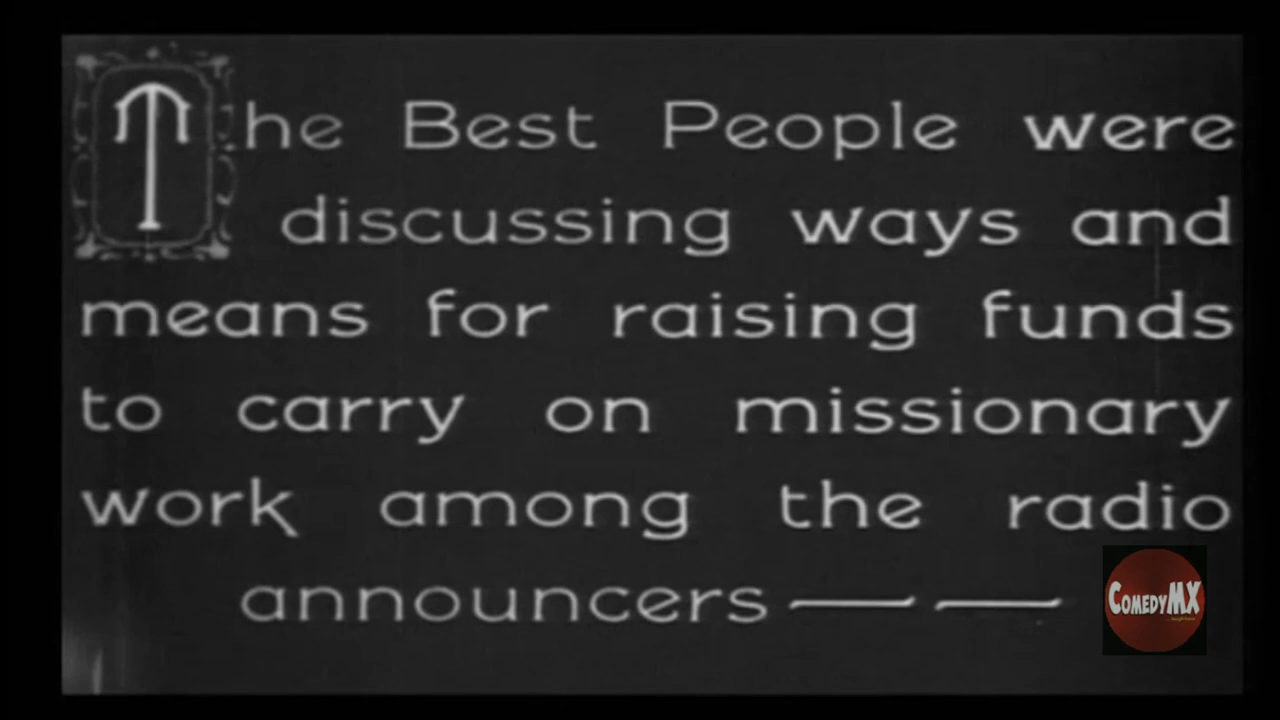 The Best People were
discussing ways and
means for raising funds
to carry on missionary
work among the radio
announcers — —
COMEDYMX